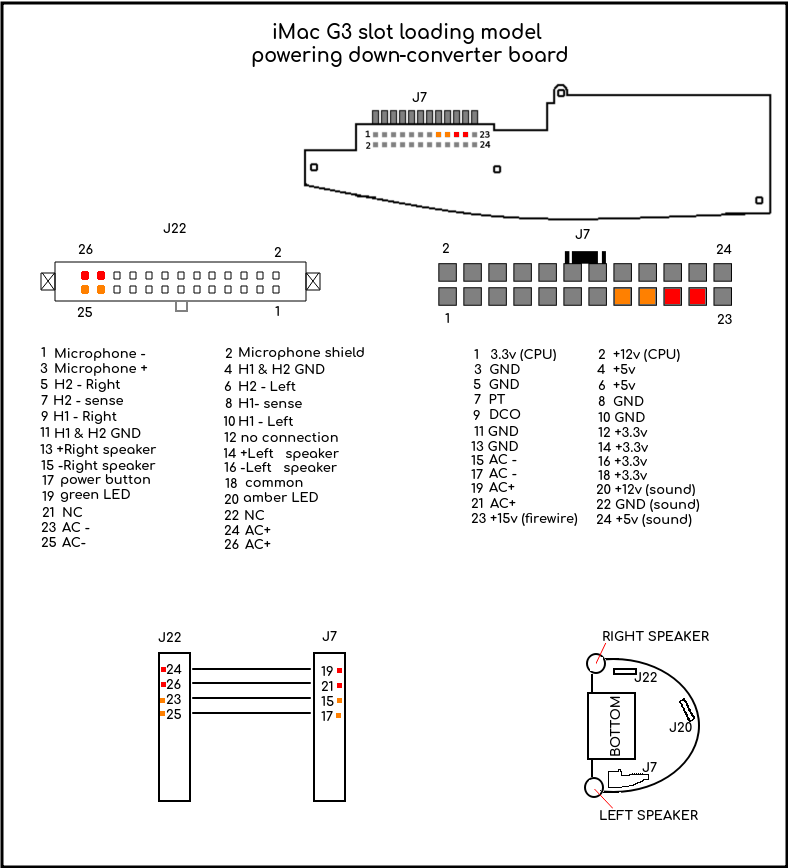 iMac G3 slot loading model
powering down-converter board
J7
1 23
2 24
J22
26 2
25 1
J7
2 24
1 23
1 Microphone -
3 Microphone +
5 H2 - Right
7 H2 - sense
9 H1 - Right
11 H1 & H2 GND
13 +Right speaker
15 -Right speaker
17 power button
19 green LED
21 NC
23 AC -
25 AC-
2 Microphone shield
4 H1 & H2 GND
6 H2 - Left
8 H1- sense
10 H1 - Left
12 no connection
14 +Left speaker
16 -Left speaker
18 common
20 amber LED
22 NC
24 AC+
26 AC+
1 3.3v (CPU)
3 GND
5 GND
7 PT
9 DCO
11 GND
13 GND
15 AC -
17 AC -
19 AC+
21 AC+
23 +15v (firewire)
2 +12v (CPU)
4 +5v
6 +5v
8 GND
10 GND
12 +3.3v
14 +3.3v
16 +3.3v
18 +3.3v
20 +12v (sound)
22 GND (sound)
24 +5v (sound)
J22 J7
24 19
26 21
23 15
25 17
RIGHT SPEAKER
J22
BOTTOM
J20
J7
LEFT SPEAKER